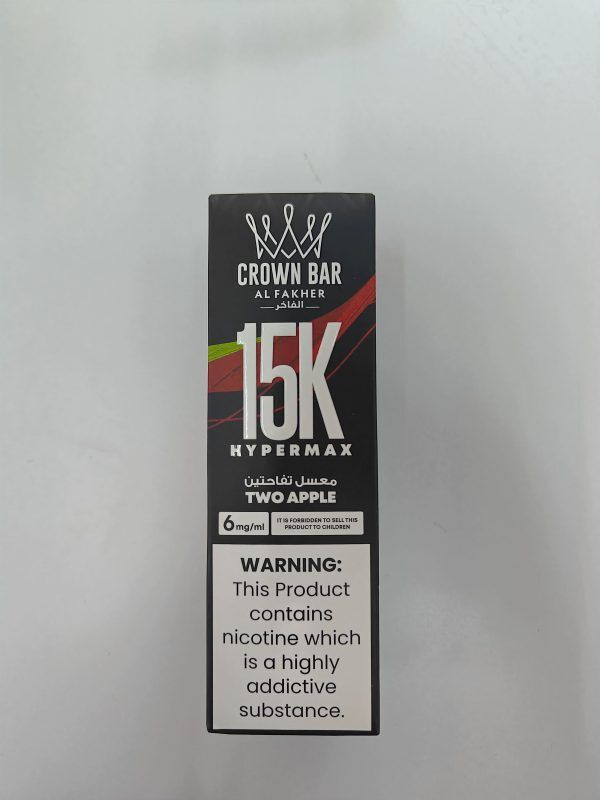 CROWN BAR
AL FAKHER
الفاخر
15K
HYPERMAX
معسل تفاحتين
TWO APPLE
6mg/ml
IT IS FORBIDDEN TO SELL THIS
PRODUCT TO CHILDREN
WARNING:
This Product
contains
nicotine which
is a highly
addictive
substance.